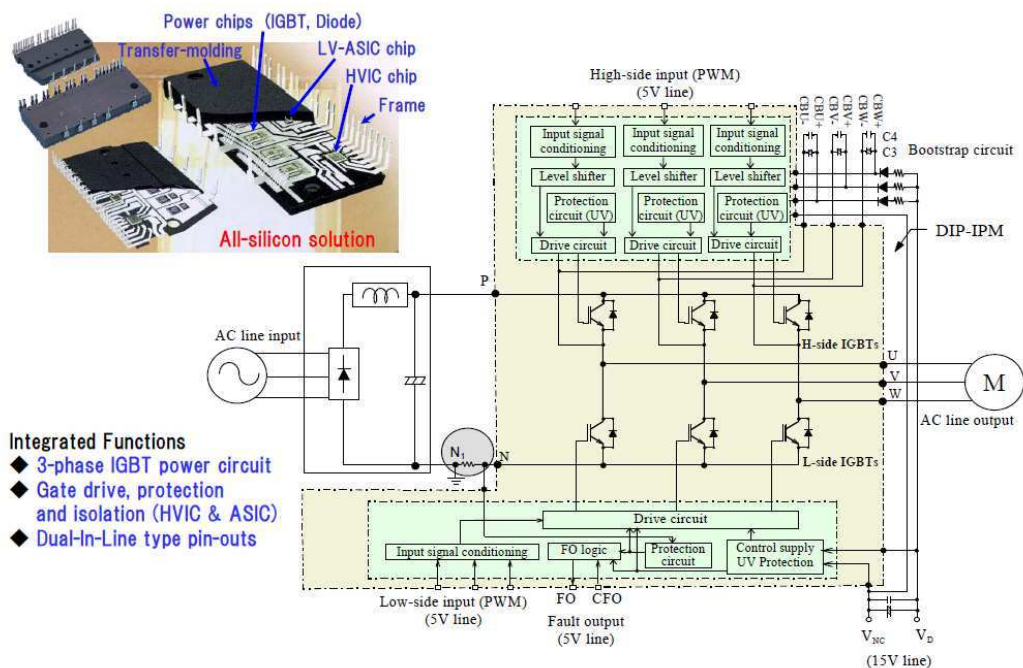 Power chips (IGBT, Diode)
Transfer-molding
LV-ASIC chip
HVIC chip
Frame
All-silicon solution
High-side input (PWM)
(5V line)
CBU-
CBU+
CBV-
CBV+
CBW-
CBW+
C4
C3
Bootstrap circuit
Input signal
conditioning
Input signal
conditioning
Input signal
conditioning
Level shifter
Level shifter
Level shifter
Protection
circuit (UV)
Protection
circuit (UV)
Protection
circuit (UV)
Drive circuit
Drive circuit
Drive circuit
DIP-IPM
P
AC line input
H-side IGBTs
U
V
W
M
AC line output
N1
N
L-side IGBTs
Integrated Functions
◆ 3-phase IGBT power circuit
◆ Gate drive, protection
and isolation (HVIC & ASIC)
◆ Dual-In-Line type pin-outs
Drive circuit
Input signal conditioning
FO logic
Protection
circuit
Control supply
UV Protection
Low-side input (PWM)
(5V line)
FO
CFO
Fault output
(5V line)
VNC
VD
(15V line)